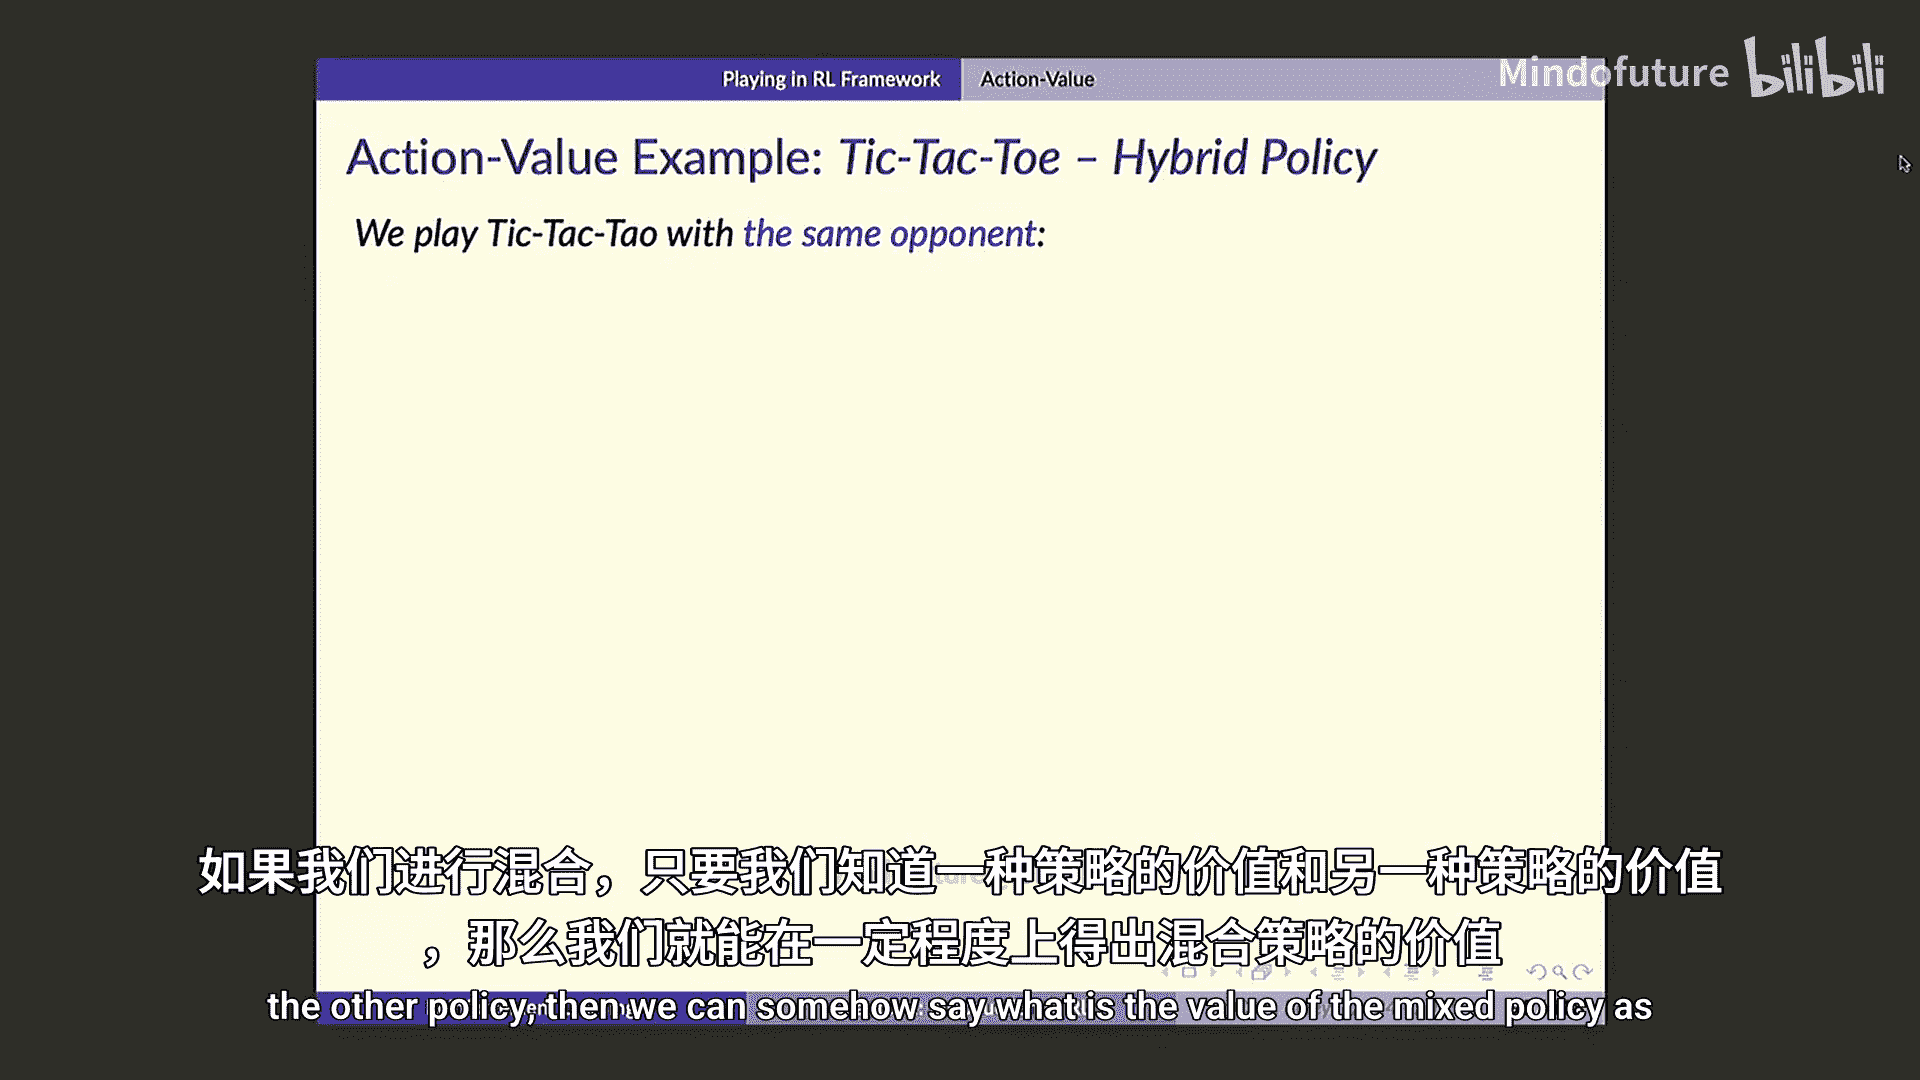 Playing in RL Framework
Action-Value
Mindofuture bilibili
Action-Value Example: Tic-Tac-Toe – Hybrid Policy
We play Tic-Tac-Tao with the same opponent:
如果我们进行混合，只要我们知道一种策略的价值和另一种策略的价值
，那么我们就能在一定程度上得出混合策略的价值
the other policy, then we can somehow say what is the value of the mixed policy as